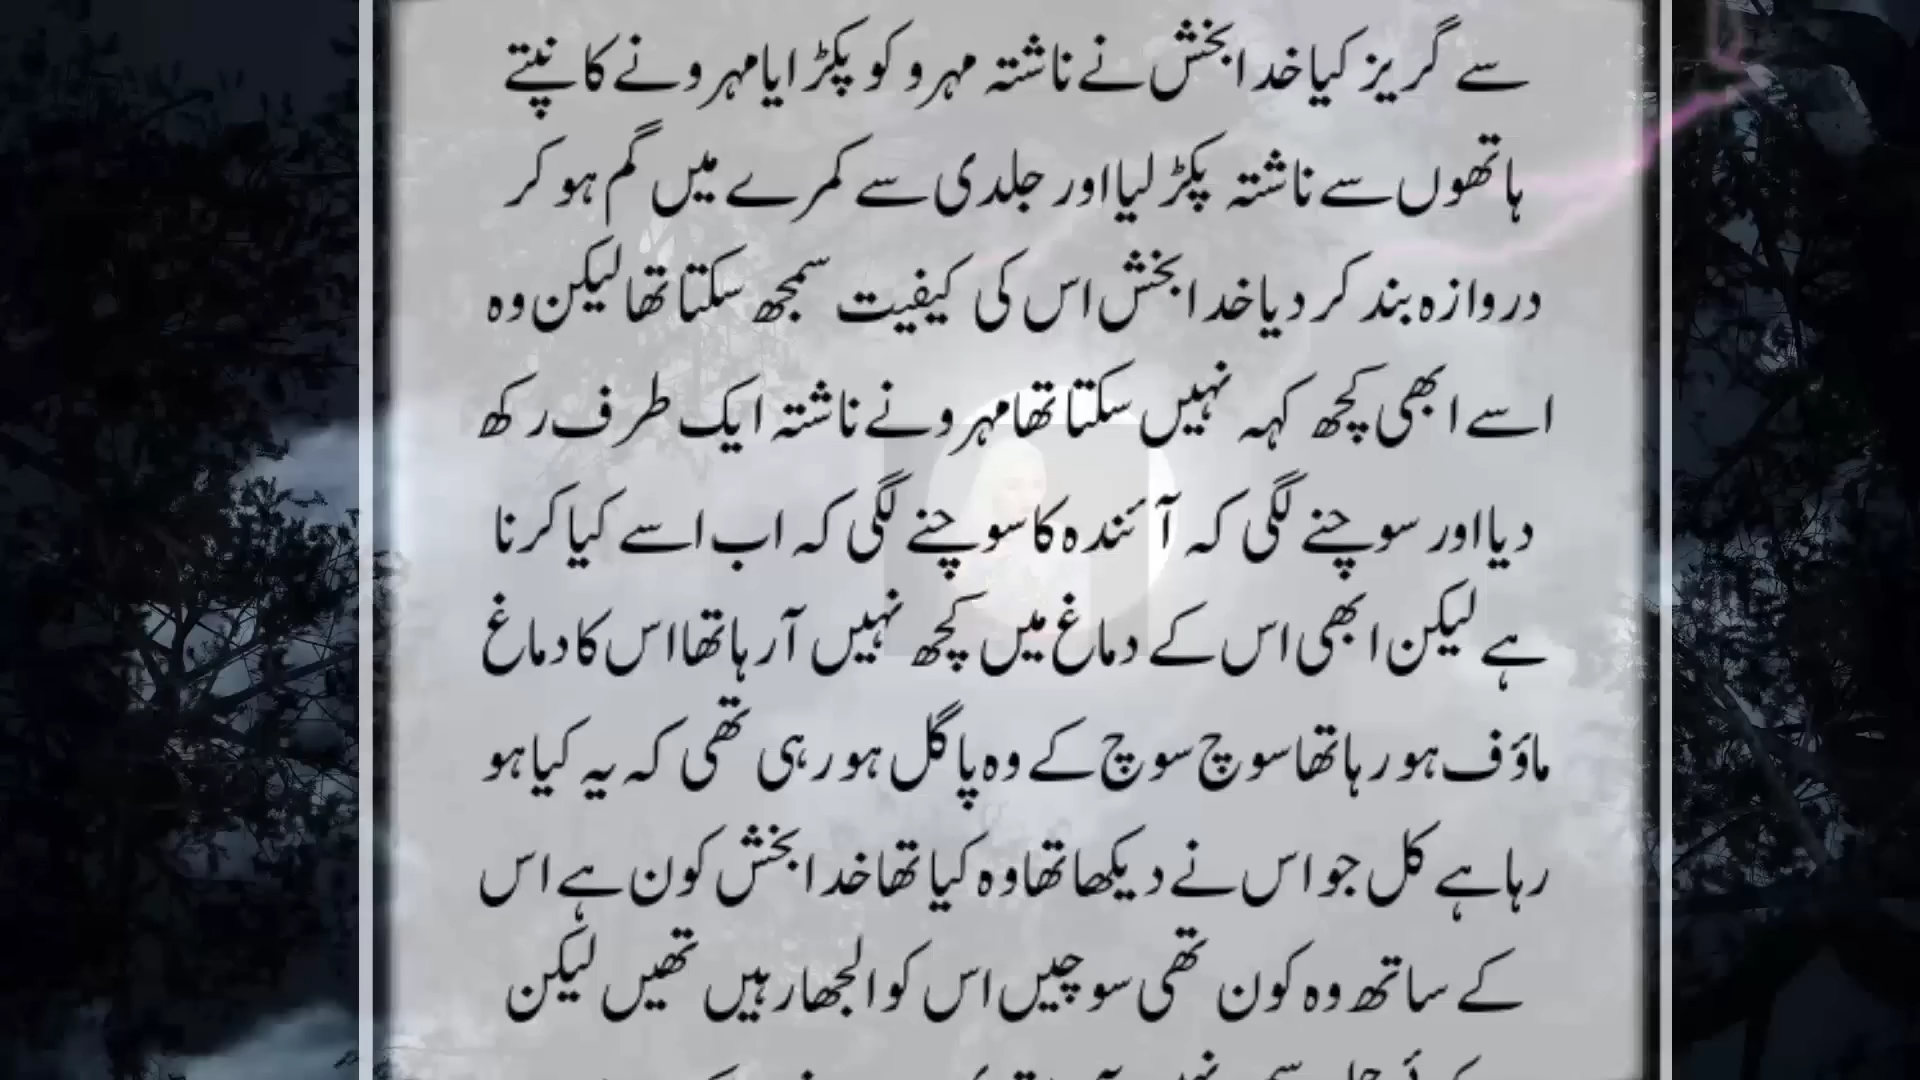 سے گریز کیا خدا بخش نے ناشتہ مہرو کو پکڑایا مہرو نے کانپتے
ہاتھوں سے ناشتہ پکڑ لیا اور جلدی سے کمرے میں گم ہو کر
دروازہ بند کر دیا خدا بخش اس کی کیفیت سمجھ سکتا تھا لیکن وہ
اسے ابھی کچھ کہہ نہیں سکتا تھا مہرو نے ناشتہ ایک طرف رکھ
دیا اور سوچنے لگی کہ آئندہ کا سوچنے لگی کہ اب اسے کیا کرنا
ہے لیکن ابھی اس کے دماغ میں کچھ نہیں آرہا تھا اس کا دماغ
ماؤف ہو رہا تھا سوچ سوچ کے وہ پاگل ہو رہی تھی کہ یہ کیا ہو
رہا ہے کل جو اس نے دیکھا تھا وہ کیا تھا خدا بخش کون ہے اس
کے ساتھ وہ کون تھی سوچیں اس کو الجھا رہیں تھیں لیکن